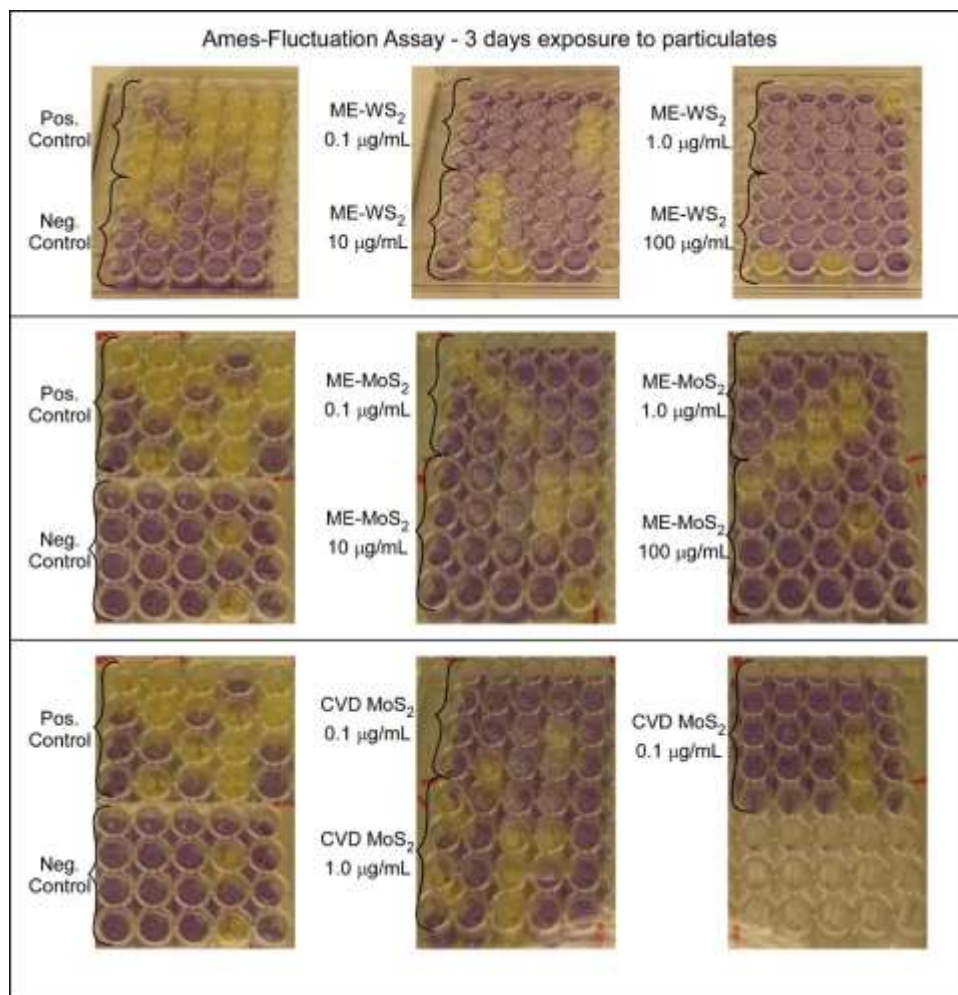 Ames-Fluctuation Assay - 3 days exposure to particulates
Pos.
Control
Neg.
Control
ME-WS₂
0.1 μg/mL
ME-WS₂
10 μg/mL
ME-WS₂
1.0 μg/mL
ME-WS₂
100 μg/mL
Pos.
Control
Neg.
Control
ME-MoS₂
0.1 μg/mL
ME-MoS₂
10 μg/mL
ME-MoS₂
1.0 μg/mL
ME-MoS₂
100 μg/mL
Pos.
Control
Neg.
Control
CVD MoS₂
0.1 μg/mL
CVD MoS₂
1.0 μg/mL
CVD MoS₂
0.1 μg/mL